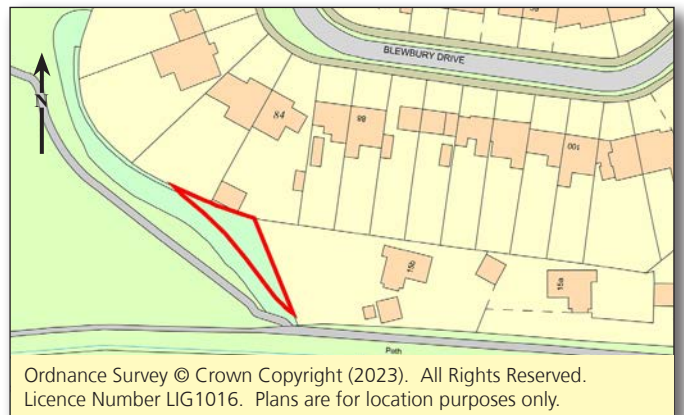 BLEWBURY DRIVE
N
84
88
100
15b
15a
Path
Ordnance Survey © Crown Copyright (2023). All Rights Reserved.
Licence Number LIG1016. Plans are for location purposes only.